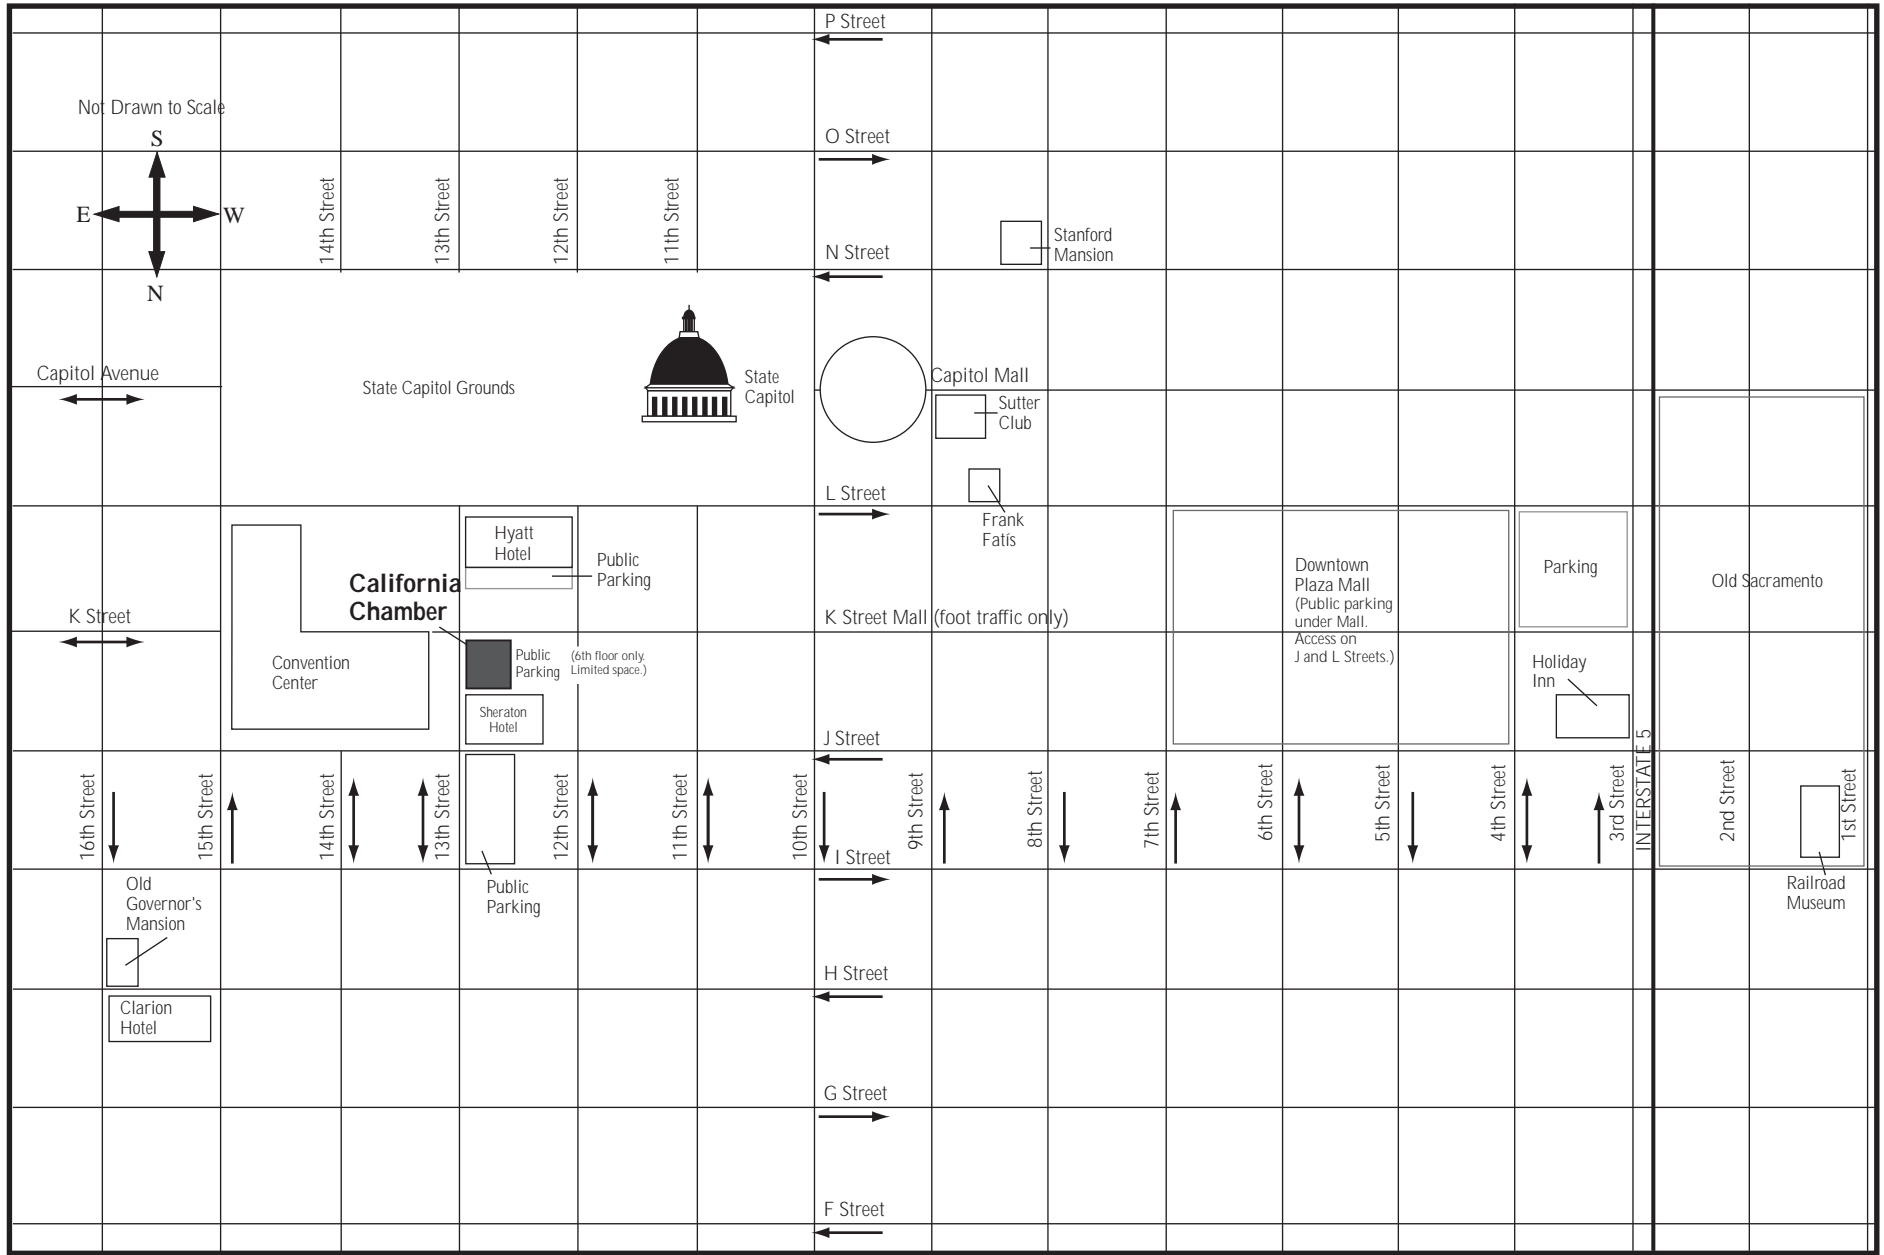 P Street
Not Drawn to Scale
S
E
W
N
O Street
14th Street
13th Street
12th Street
11th Street
N Street
Stanford
Mansion
Capitol Avenue
State Capitol Grounds
State
Capitol
Capitol Mall
Sutter
Club
L Street
Frank
Fatís
Hyatt
Hotel
Public
Parking
California
Chamber
Downtown
Plaza Mall
(Public parking
under Mall.
Access on
J and L Streets.)
Parking
Old Sacramento
K Street
K Street Mall (foot traffic only)
Convention
Center
Public
Parking
(6th floor only.
Limited space.)
Sheraton
Hotel
Holiday
Inn
J Street
16th Street
15th Street
14th Street
13th Street
12th Street
11th Street
10th Street
9th Street
8th Street
7th Street
6th Street
5th Street
4th Street
3rd Street
INTERSTATE 5
2nd Street
1st Street
I Street
Old
Governor's
Mansion
Public
Parking
Railroad
Museum
H Street
Clarion
Hotel
G Street
F Street